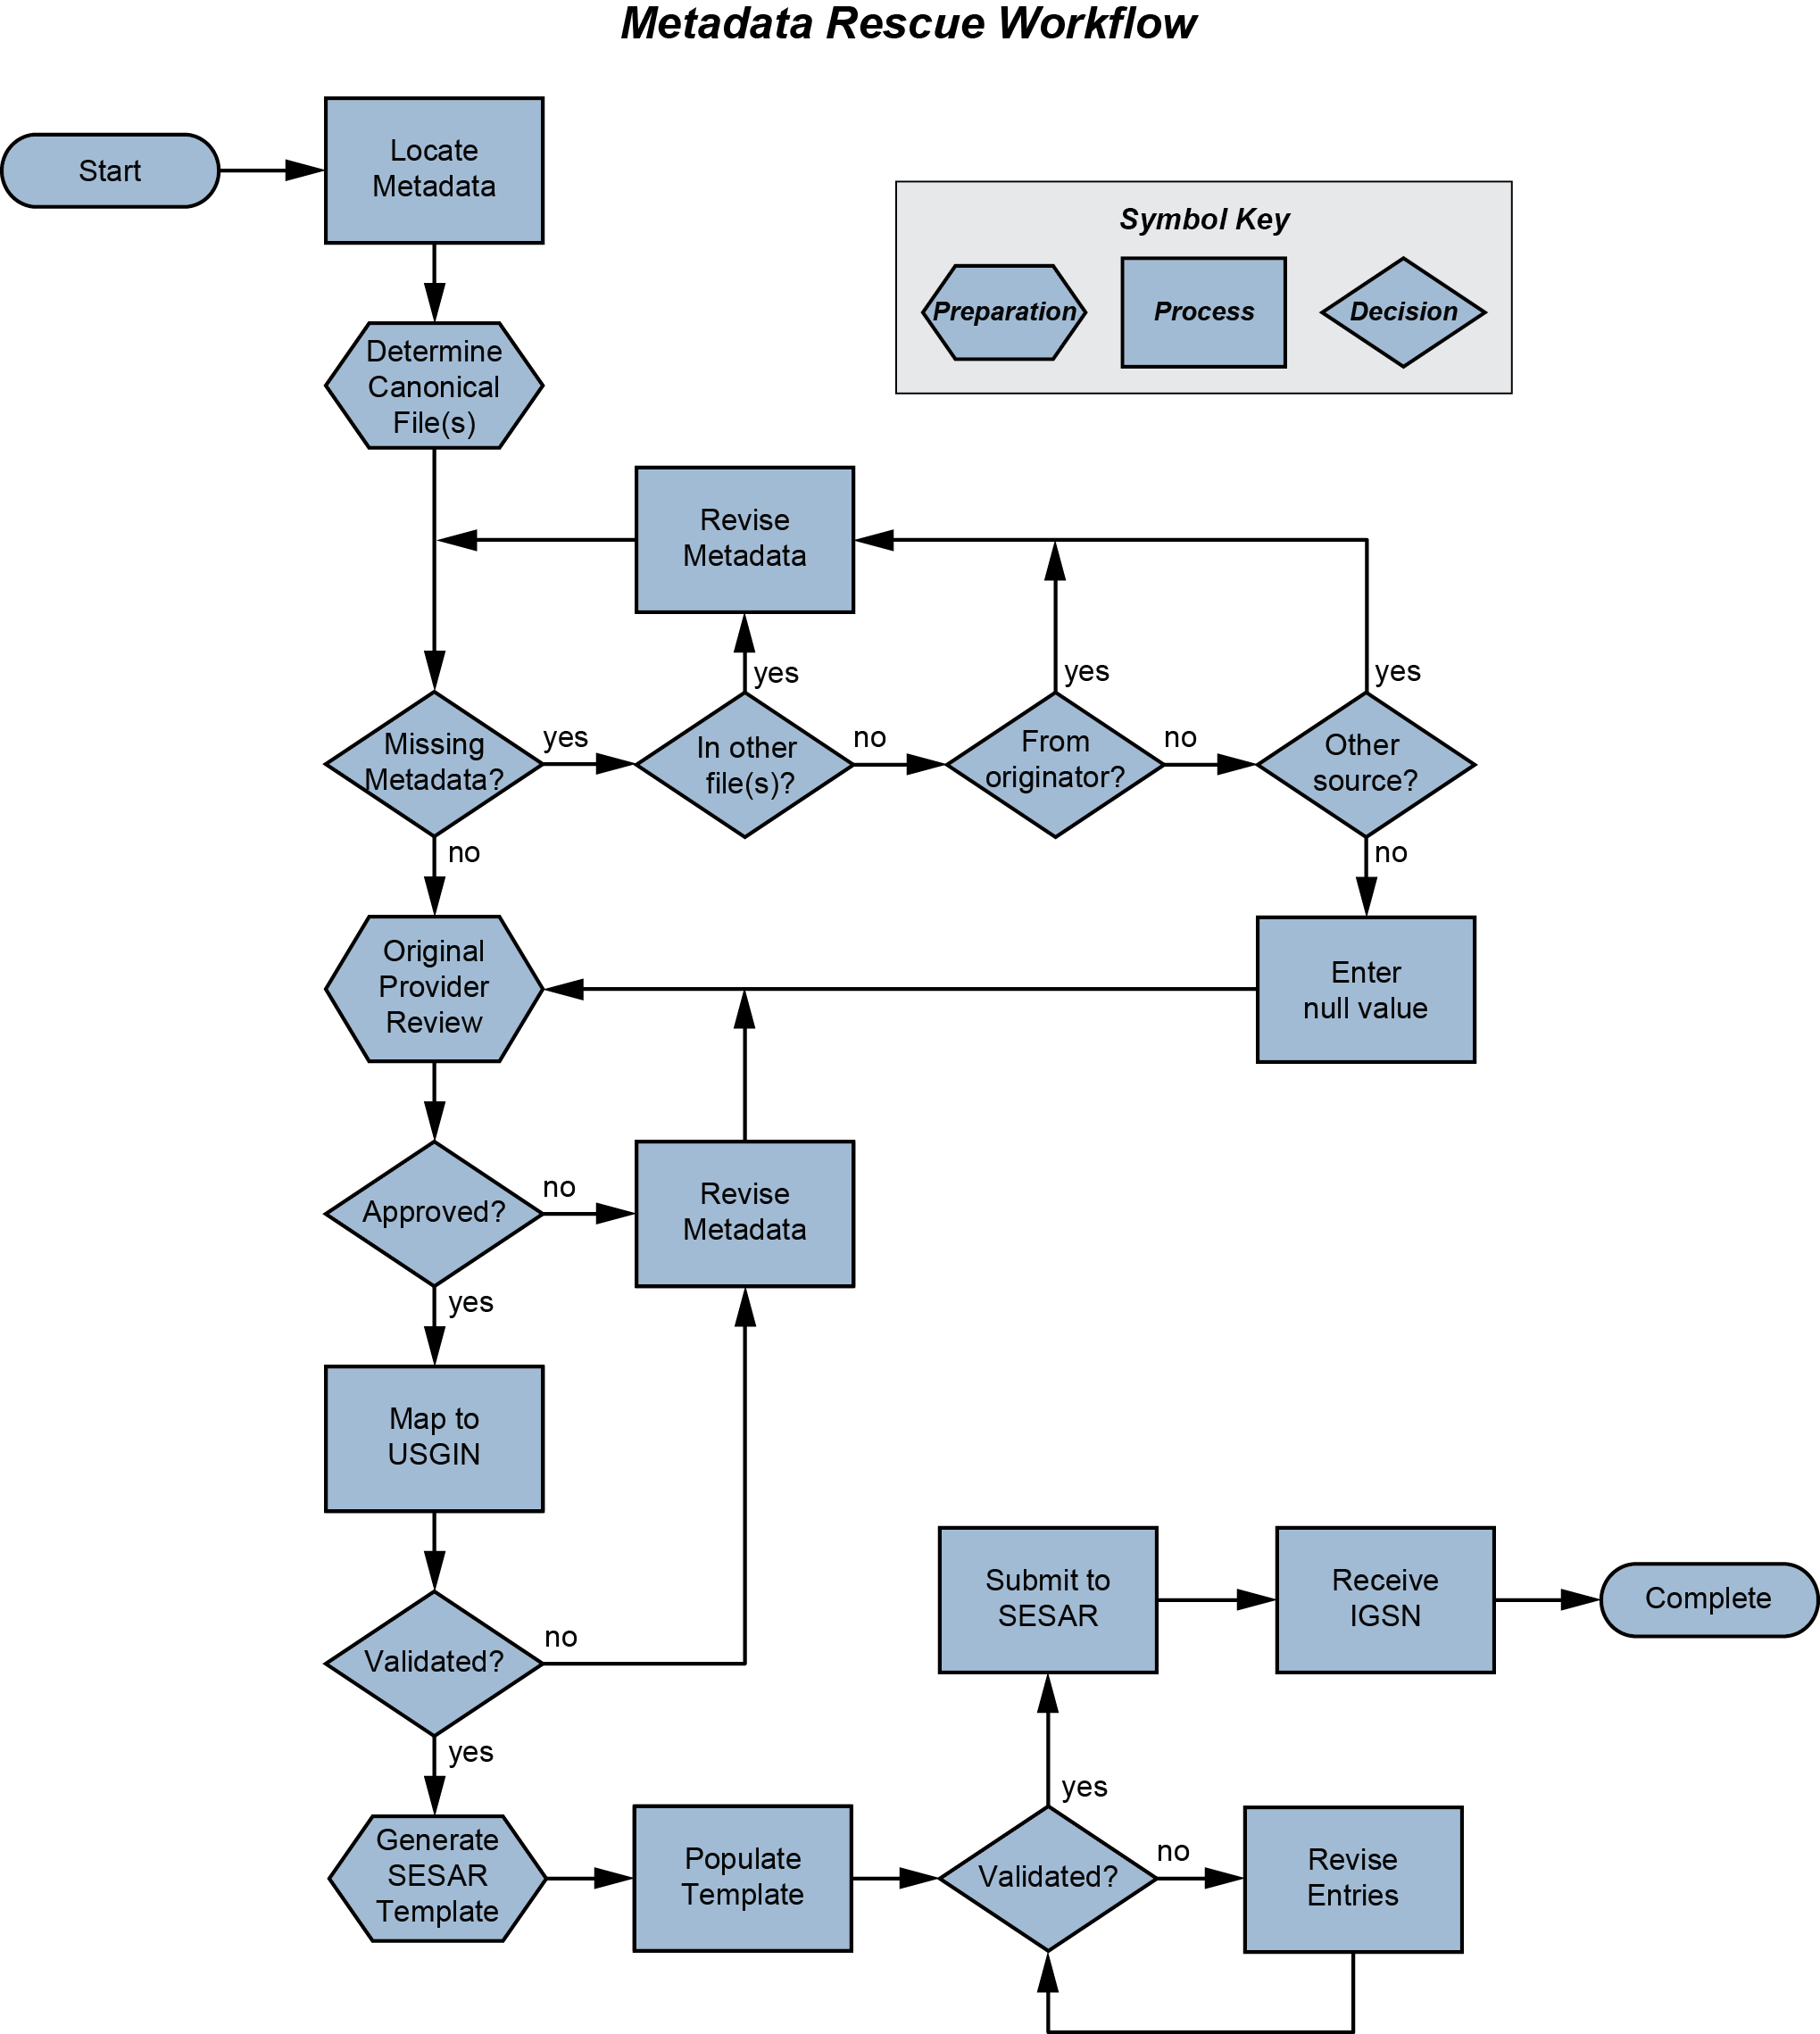 Metadata Rescue Workflow
Start
Locate
Metadata
Symbol Key
Preparation
Process
Decision
Determine
Canonical
File(s)
Revise
Metadata
yes
yes
yes
Missing
Metadata?
yes
In other
file(s)?
no
From
originator?
no
Other
source?
no
no
Original
Provider
Review
Enter
null value
Approved?
no
Revise
Metadata
yes
Map to
USGIN
Submit to
SESAR
Receive
IGSN
Complete
Validated?
no
yes
yes
Generate
SESAR
Template
Populate
Template
Validated?
no
Revise
Entries